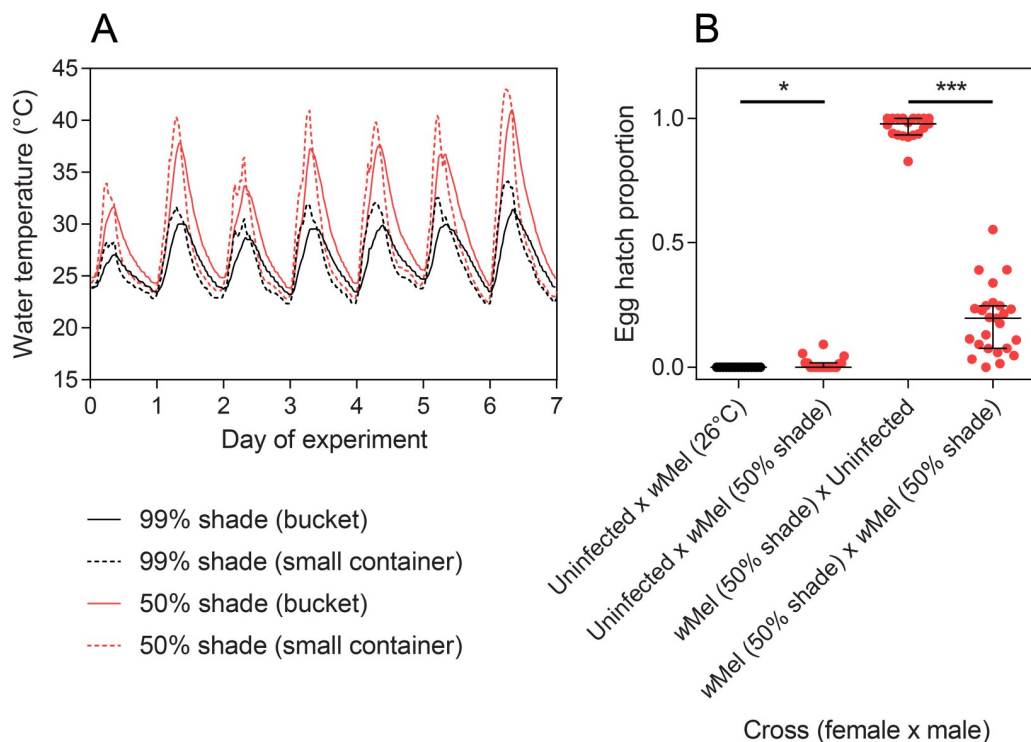 A
Water temperature (°C)
45
40
35
30
25
20
15
0 1 2 3 4 5 6 7
Day of experiment
99% shade (bucket)
99% shade (small container)
50% shade (bucket)
50% shade (small container)
B
Egg hatch proportion
1.0
0.5
0.0
*
***
Uninfected x wMel (26°C)
Uninfected x wMel (50% shade)
wMel (50% shade) x Uninfected
wMel (50% shade) x wMel (50% shade)
Cross (female x male)